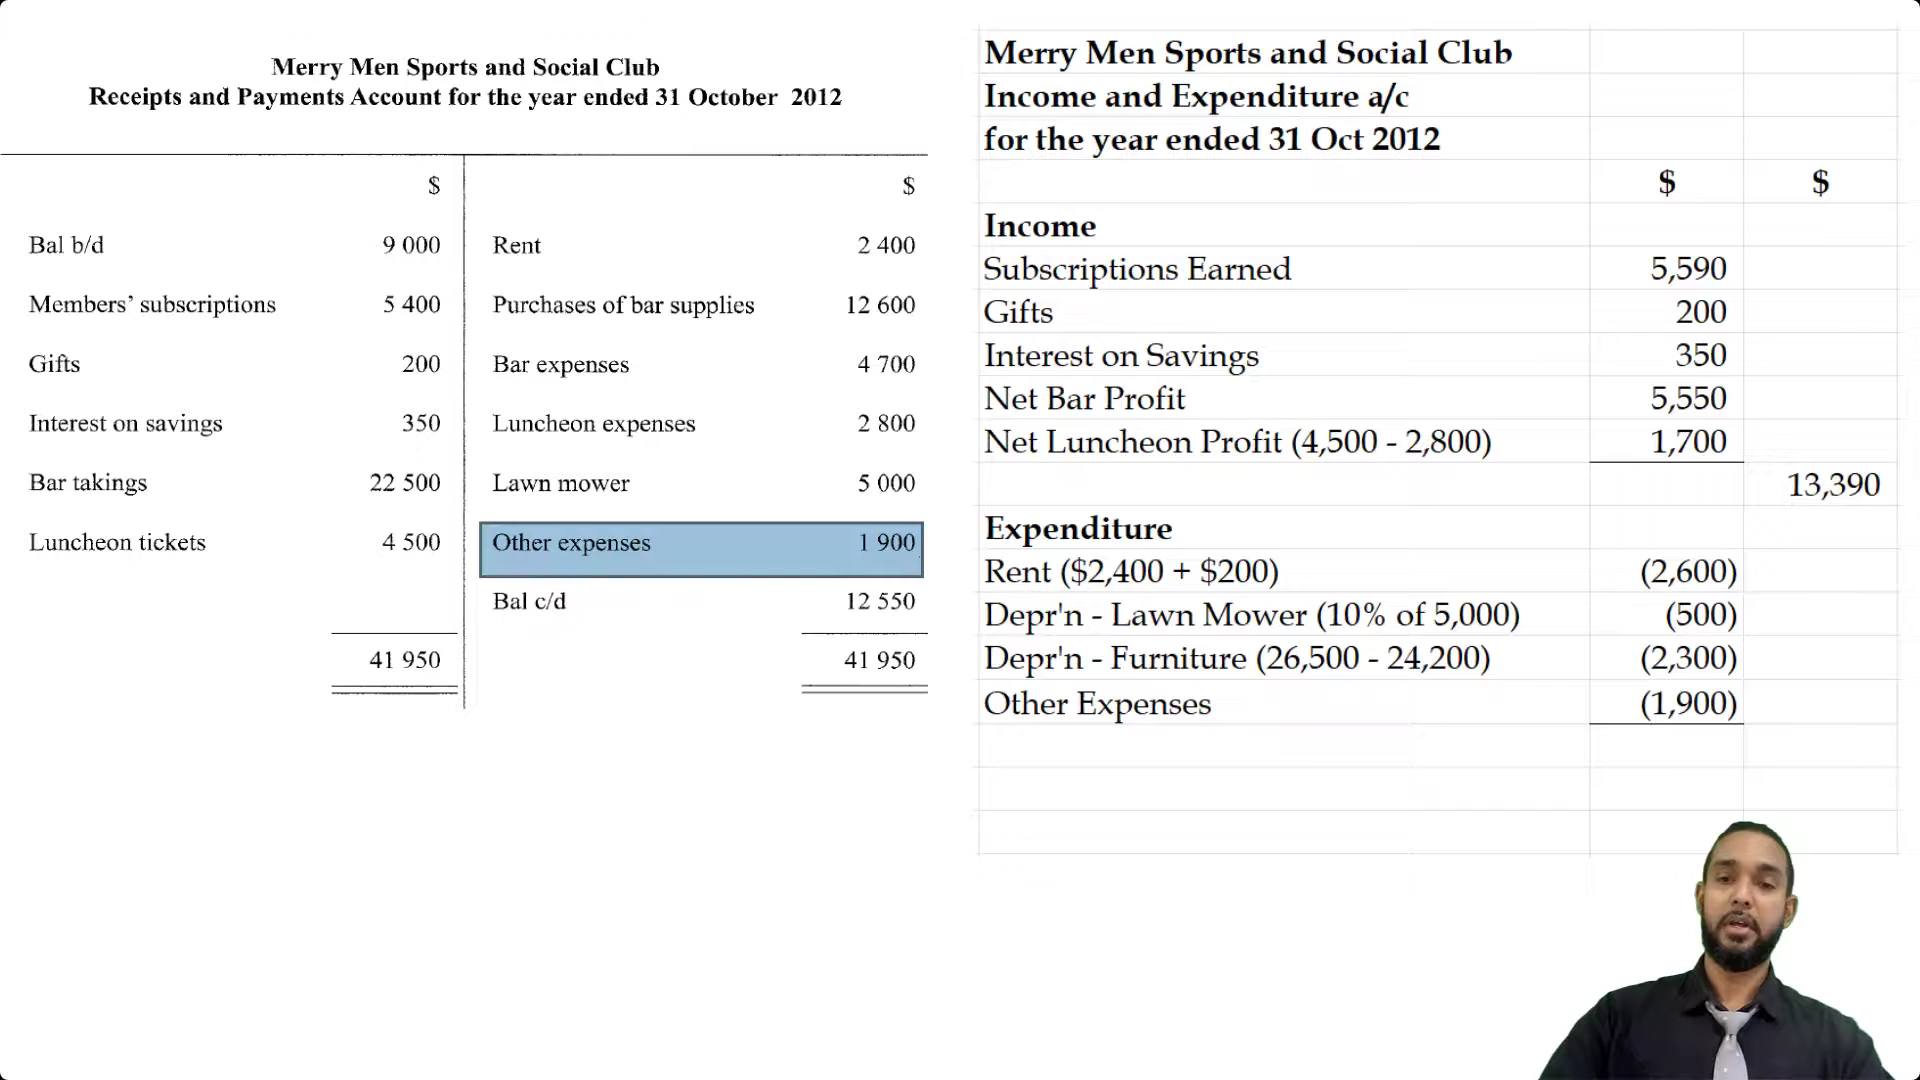 Merry Men Sports and Social Club
Receipts and Payments Account for the year ended 31 October 2012
$ $
Bal b/d 9 000 Rent 2 400
Members' subscriptions 5 400 Purchases of bar supplies 12 600
Gifts 200 Bar expenses 4 700
Interest on savings 350 Luncheon expenses 2 800
Bar takings 22 500 Lawn mower 5 000
Luncheon tickets 4 500 Other expenses 1 900
Bal c/d 12 550
41 950 41 950
Merry Men Sports and Social Club
Income and Expenditure a/c
for the year ended 31 Oct 2012
$ $
Income
Subscriptions Earned 5,590
Gifts 200
Interest on Savings 350
Net Bar Profit 5,550
Net Luncheon Profit (4,500 - 2,800) 1,700
13,390
Expenditure
Rent ($2,400 + $200) (2,600)
Depr'n - Lawn Mower (10% of 5,000) (500)
Depr'n - Furniture (26,500 - 24,200) (2,300)
Other Expenses (1,900)